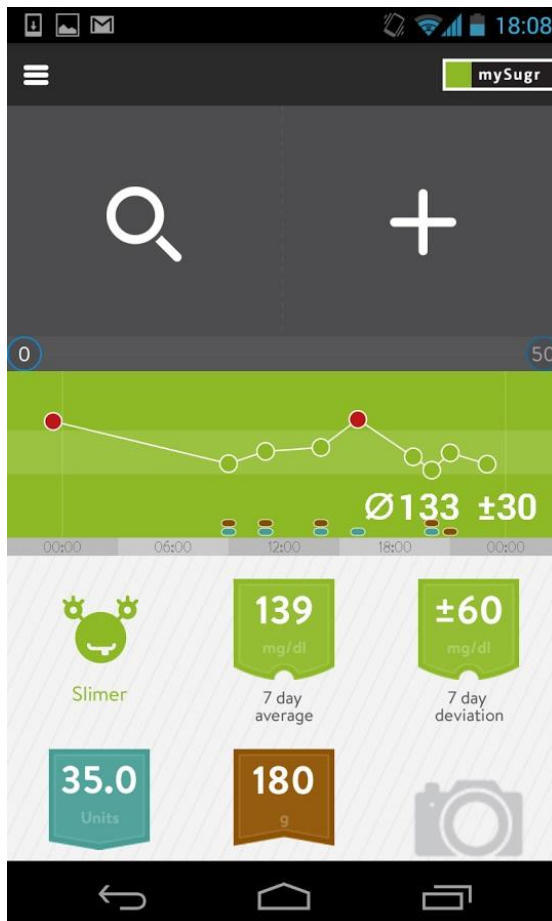 18:08
mySugr
0
50
Ø133 ±30
00:00 06:00 12:00 18:00 00:00
139
mg/dl
±60
mg/dl
Slimer
7 day
average
7 day
deviation
35.0
Units
180
g